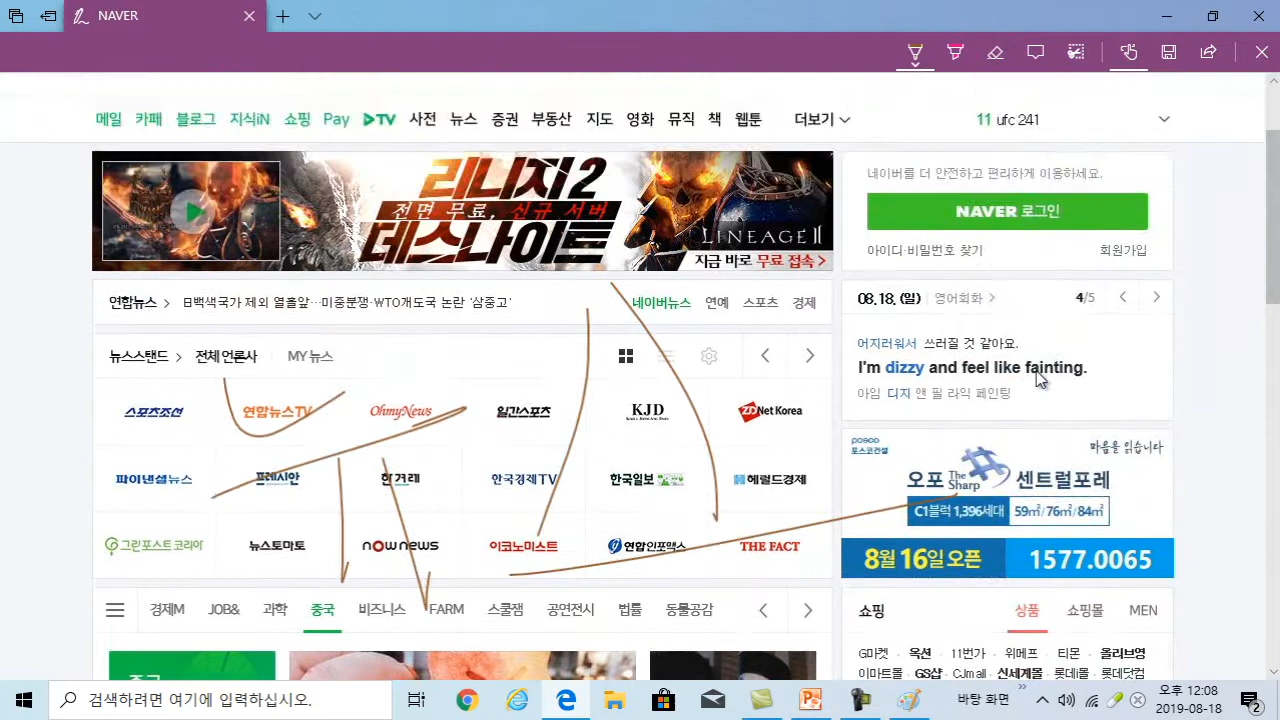 NAVER
메일 카페 블로그 지식iN 쇼핑 Pay TV 사전 뉴스 증권 부동산 지도 영화 뮤직 책 웹툰 더보기 11 ufc 241
리니지2
전면 무료, 신규 서버
데스나이트
LINEAGE II
지금 바로 무료 접속 >
네이버를 더 안전하고 편리하게 이용하세요.
NAVER 로그인
아이디·비밀번호 찾기 회원가입
연합뉴스 > 日백색국가 제외 열흘앞…미중분쟁·WTO개도국 논란 '삼중고' 네이버뉴스 연예 스포츠 경제
08.18. (일) 영어회화 > 4/5
어지러워서 쓰러질 것 같아요.
I'm dizzy and feel like fainting.
아임 디지 앤 필 라익 페인팅
뉴스스탠드 > 전체 언론사 MY 뉴스
스포츠조선 연합뉴스TV OhmyNews 일간스포츠 KJD ZDNet Korea
파이낸셜뉴스 프레시안 한겨레 한국경제TV 한국일보 헤럴드경제
그린포스트 코리아 뉴스토마토 nownews 이코노미스트 연합인포맥스 THE FACT
posco
포스코건설
마음을 읽습니다
오포 The Sharp 센트럴포레
C1블럭 1,396세대 59㎡/76㎡/84㎡
8월 16일 오픈 1577.0065
경제M JOB& 과학 중국 비즈니스 FARM 스쿨잼 공연전시 법률 동물공감
쇼핑 상품 쇼핑몰 MEN
G마켓 옥션 11번가 위메프 티몬 올리브영
이마트몰 GS샵 CJmall 신세계몰 롯데i몰 롯데닷컴
검색하려면 여기에 입력하십시오.
바탕 화면
오후 12:08
2019-08-18
2